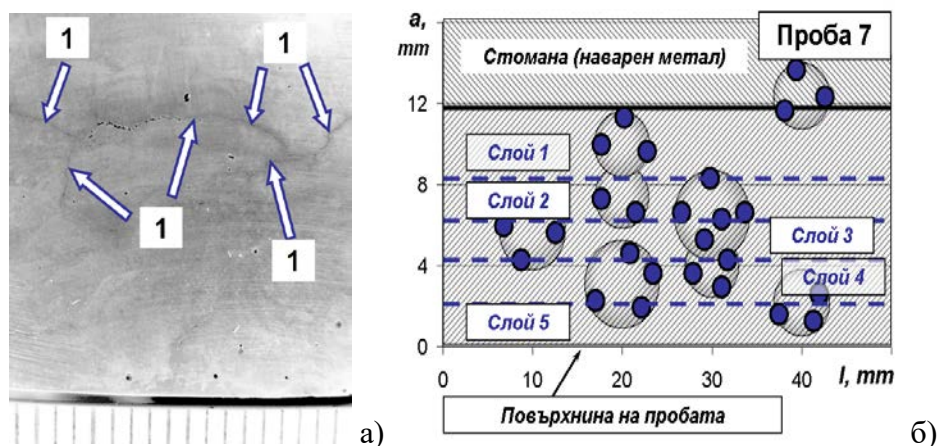 1
1
1
1
а)
a,
mm
Проба 7
Стомана (наварен метал)
12
Слой 1
8
Слой 2
Слой 3
4
Слой 4
Слой 5
0
0
10
20
30
40
l, mm
Повърхнина на пробата
б)